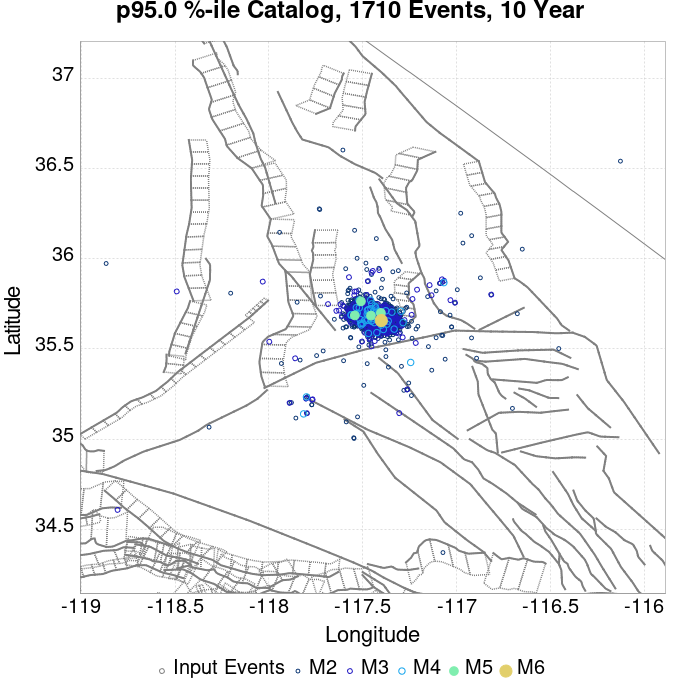 p95.0 %-ile Catalog, 1710 Events, 10 Year
37
36.5
36
35.5
35
34.5
Latitude
-119 -118.5 -118 -117.5 -117 -116.5 -116
Longitude
Input Events M2 M3 M4 M5 M6